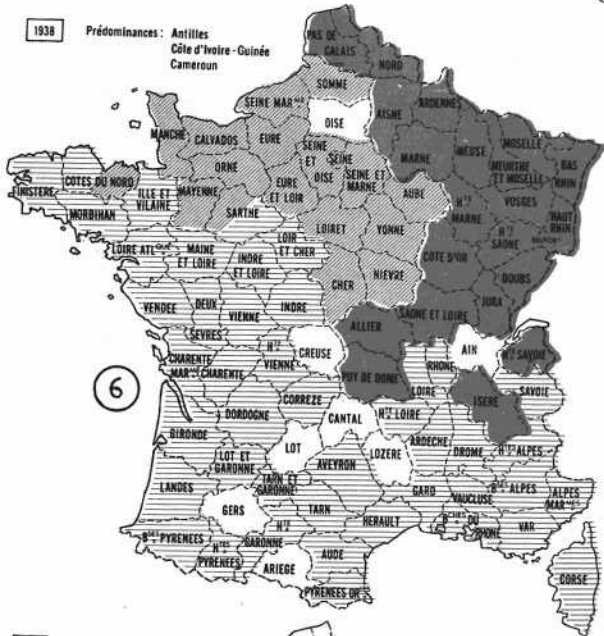 1938 Prédominances : Antilles
Côte d'Ivoire - Guinée
Cameroun
PAS DE CALAIS
NORD
SOMME
SEINE MARᴹᴱ
OISE
AISNE
ARDENNES
MANCHE
CALVADOS
EURE
SEINE ET OISE
SEINE
SEINE ET MARNE
MARNE
MEUSE
MOSELLE
MEURTHE ET MOSELLE
BAS RHIN
ORNE
EURE ET LOIR
AUBE
Hᵀᴱ MARNE
VOSGES
HAUT RHIN
FINISTERE
COTES DU NORD
ILLE ET VILAINE
MAYENNE
SARTHE
MORBIHAN
LOIRET
YONNE
Hᵀᴱ SAONE
BELFORT
LOIRE ATLᑫᵁᴱ
MAINE ET LOIRE
INDRE ET LOIRE
LOIR ET CHER
CHER
NIEVRE
COTE D'OR
DOUBS
JURA
VENDEE
DEUX SEVRES
VIENNE
INDRE
ALLIER
SAONE ET LOIRE
CHARENTE MARᴹᴱ
CHARENTE
Hᵀᴱ VIENNE
CREUSE
PUY DE DOME
LOIRE
RHONE
AIN
Hᵀᴱ SAVOIE
SAVOIE
ISERE
6
DORDOGNE
CORREZE
CANTAL
Hᵀᴱ LOIRE
GIRONDE
LOT ET GARONNE
LOT
AVEYRON
LOZERE
ARDECHE
DROME
Hᵀᴱˢ ALPES
LANDES
GERS
TARN ET GARONNE
TARN
GARD
VAUCLUSE
Bˢᴱˢ ALPES
ALPES MARᴹᴱˢ
Bˢᴱˢ PYRENEES
Hᵀᴱˢ PYRENEES
Hᵀᴱ GARONNE
HERAULT
Bᶜᴴᴱˢ DU RHONE
VAR
ARIEGE
AUDE
PYRENEES ORᴸᴱˢ
CORSE